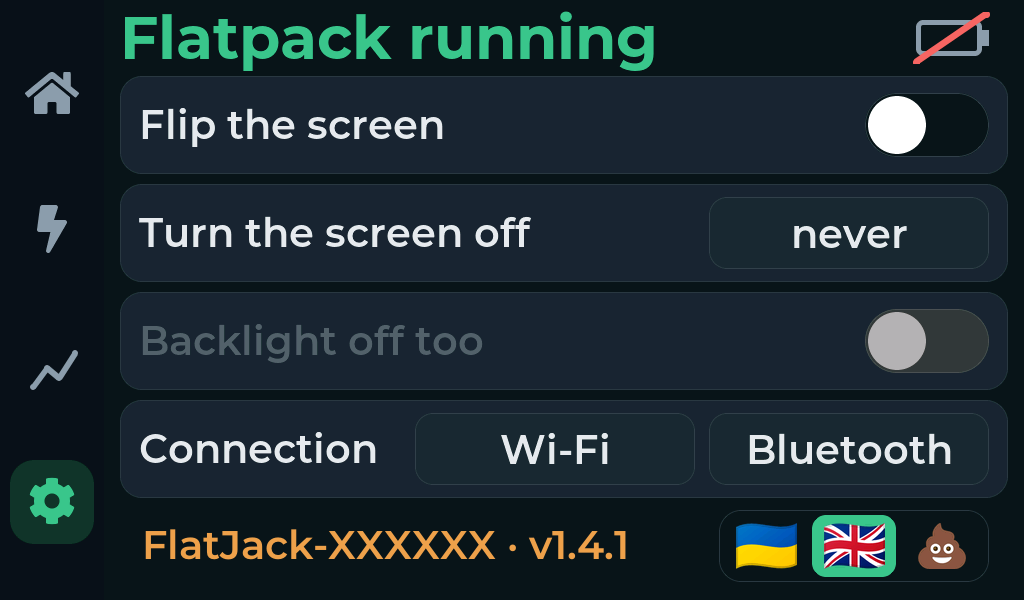 Flatpack running
Flip the screen
Turn the screen off never
Backlight off too
Connection Wi-Fi Bluetooth
FlatJack-XXXXXX · v1.4.1